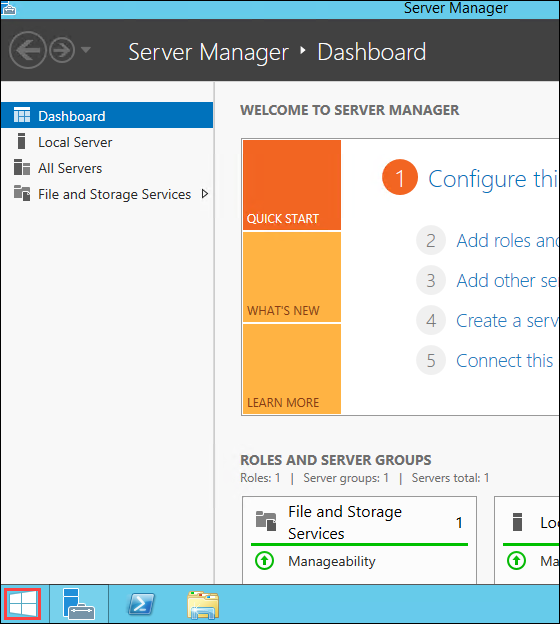 Server Manager
Server Manager ‣ Dashboard
Dashboard
Local Server
All Servers
File and Storage Services
WELCOME TO SERVER MANAGER
QUICK START
WHAT'S NEW
LEARN MORE
1 Configure thi
2 Add roles an
3 Add other se
4 Create a serv
5 Connect this
ROLES AND SERVER GROUPS
Roles: 1 | Server groups: 1 | Servers total: 1
File and Storage Services 1
Manageability
Lo
Ma